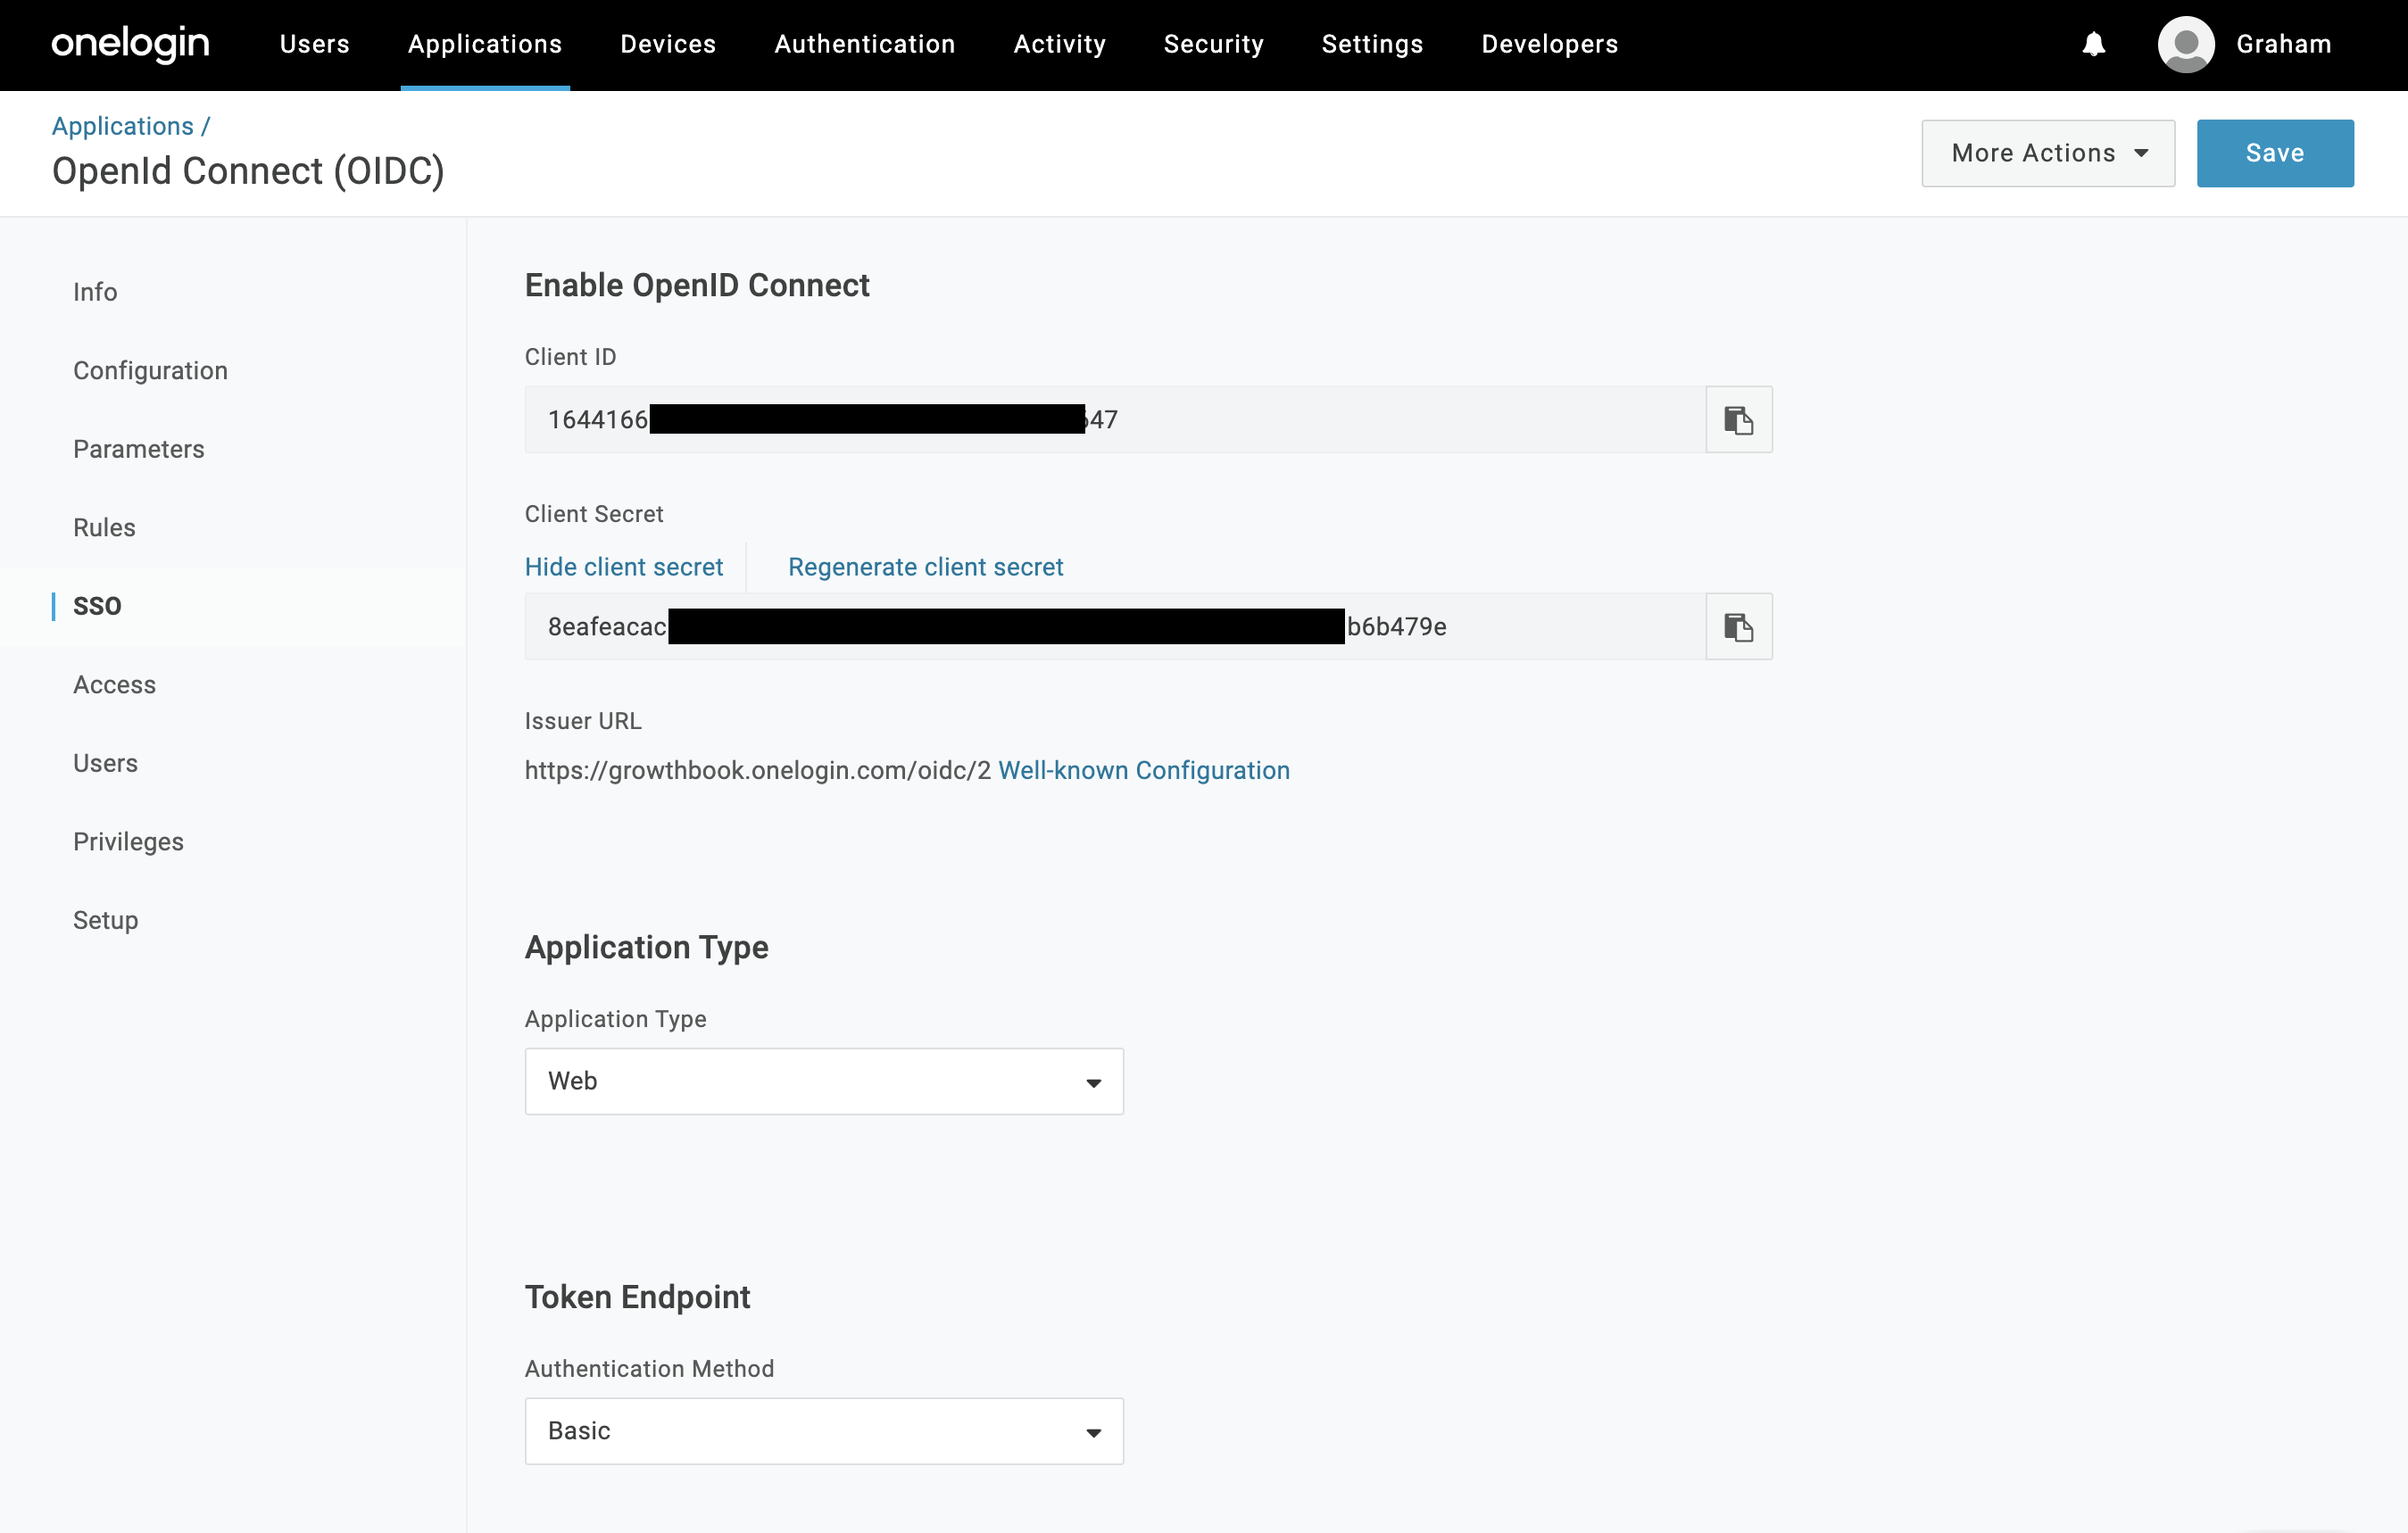 onelogin Users Applications Devices Authentication Activity Security Settings Developers Graham
Applications /
OpenId Connect (OIDC)
More Actions
Save
Info
Configuration
Parameters
Rules
SSO
Access
Users
Privileges
Setup
Enable OpenID Connect
Client ID
1644166 47
Client Secret
Hide client secret Regenerate client secret
8eafeacac b6b479e
Issuer URL
https://growthbook.onelogin.com/oidc/2 Well-known Configuration
Application Type
Application Type
Web
Token Endpoint
Authentication Method
Basic